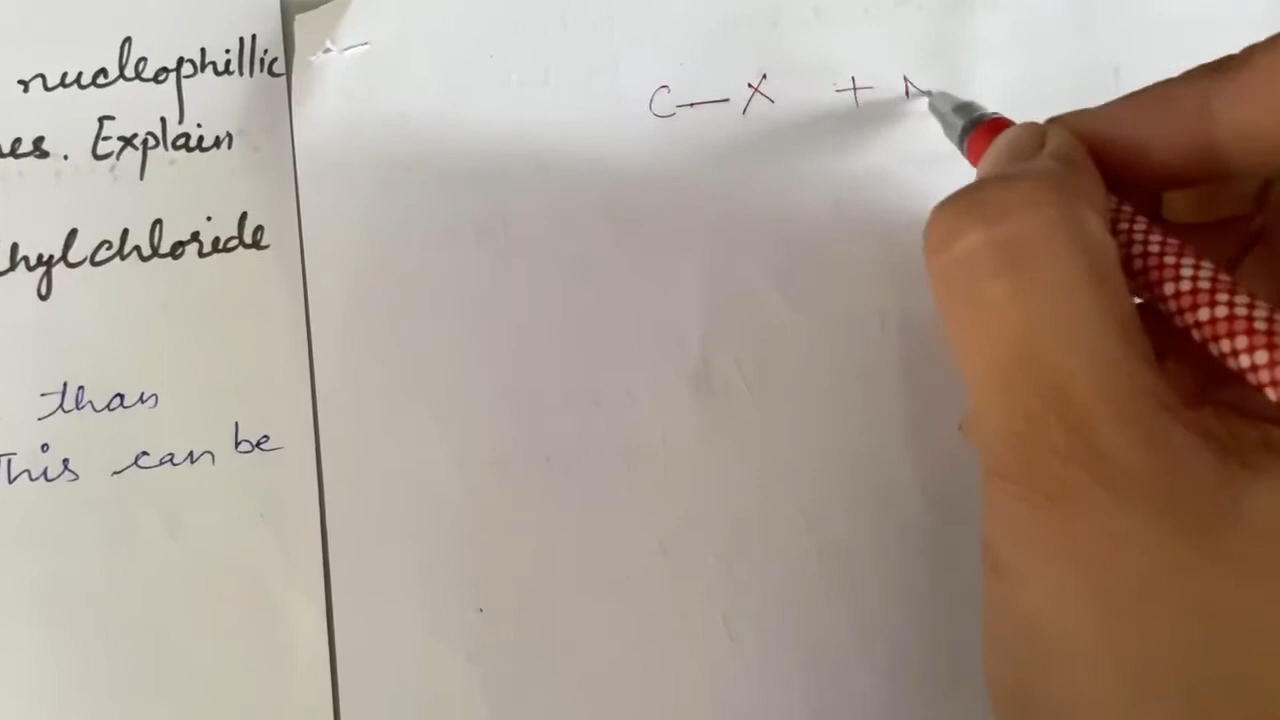 nucleophillic
es. Explain
hylchloride
than
This can be
C—X + N